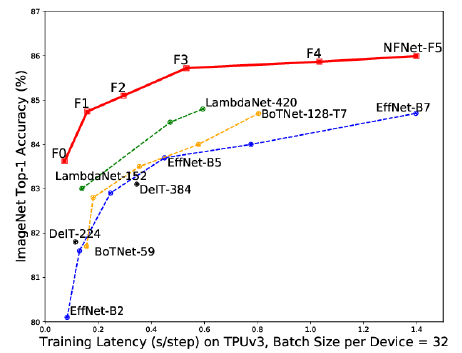 87
86
85
84
83
82
81
80
ImageNet Top-1 Accuracy (%)
F0
F1
F2
F3
F4
NFNet-F5
LambdaNet-420
BoTNet-128-T7
EffNet-B7
EffNet-B5
LambdaNet-152
DeIT-384
DeIT-224
BoTNet-59
EffNet-B2
0.0 0.2 0.4 0.6 0.8 1.0 1.2 1.4
Training Latency (s/step) on TPUv3, Batch Size per Device = 32